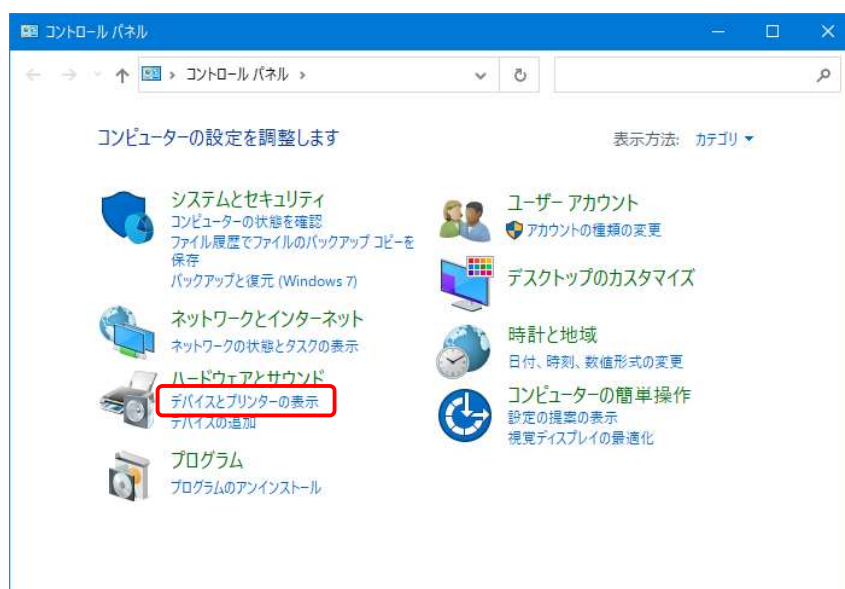 コントロール パネル
コントロール パネル
コンピューターの設定を調整します
表示方法: カテゴリ
システムとセキュリティ
コンピューターの状態を確認
ファイル履歴でファイルのバックアップ コピーを
保存
バックアップと復元 (Windows 7)
ネットワークとインターネット
ネットワークの状態とタスクの表示
ハードウェアとサウンド
デバイスとプリンターの表示
デバイスの追加
プログラム
プログラムのアンインストール
ユーザー アカウント
アカウントの種類の変更
デスクトップのカスタマイズ
時計と地域
日付、時刻、数値形式の変更
コンピューターの簡単操作
設定の提案の表示
視覚ディスプレイの最適化